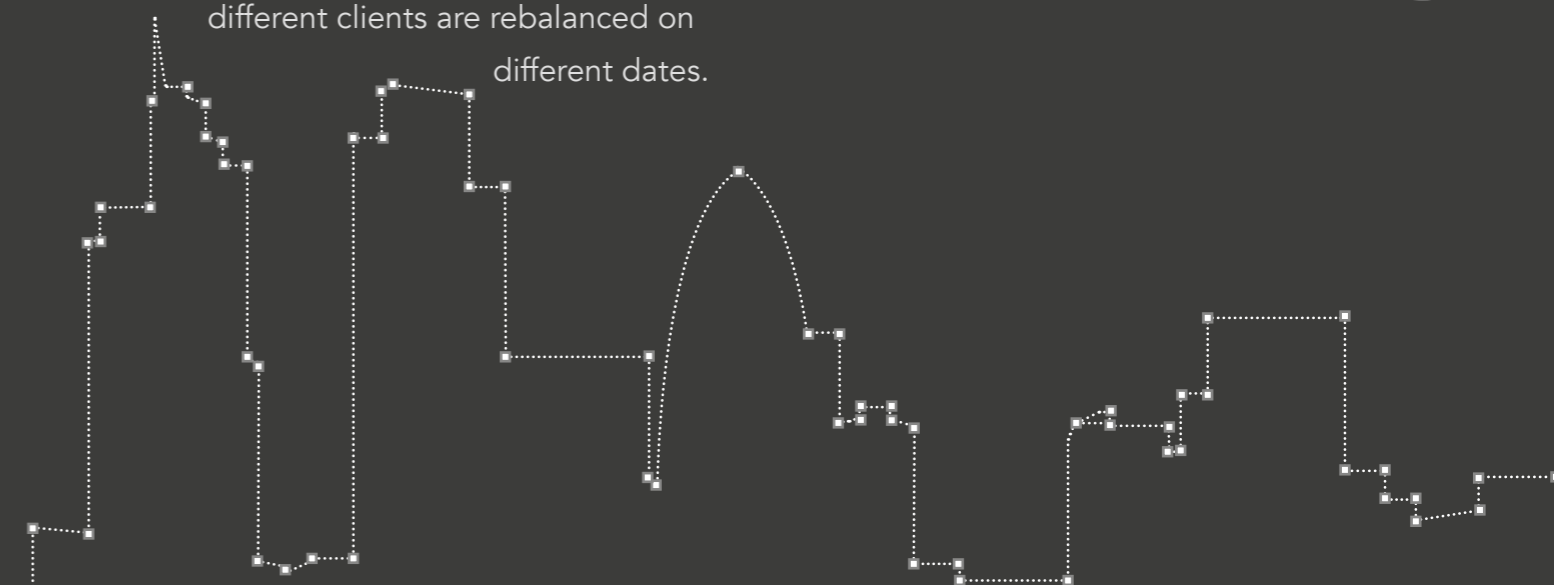 different clients are rebalanced on
different dates.